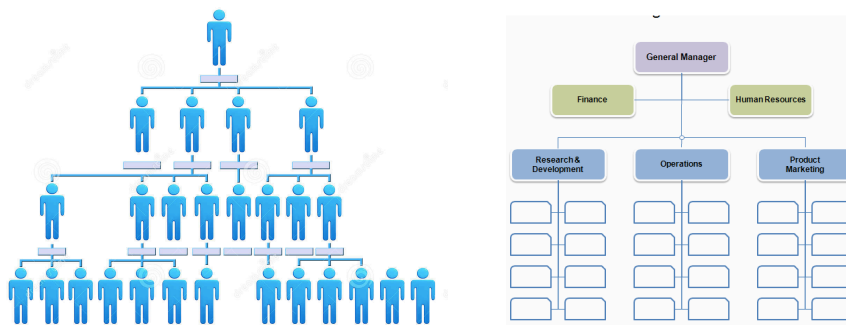 General Manager
Finance
Human Resources
Research &
Development
Operations
Product
Marketing